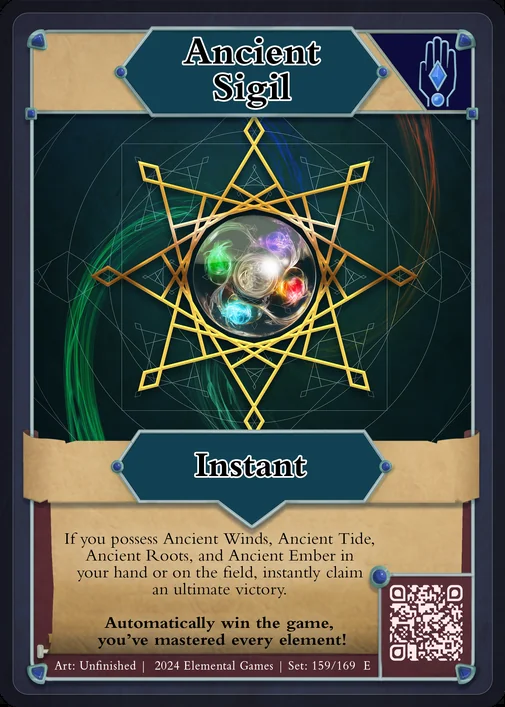 Ancient
Sigil
Instant
If you possess Ancient Winds, Ancient Tide,
Ancient Roots, and Ancient Ember in
your hand or on the field, instantly claim
an ultimate victory.
Automatically win the game,
you've mastered every element!
Art: Unfinished | 2024 Elemental Games | Set: 159/169 E